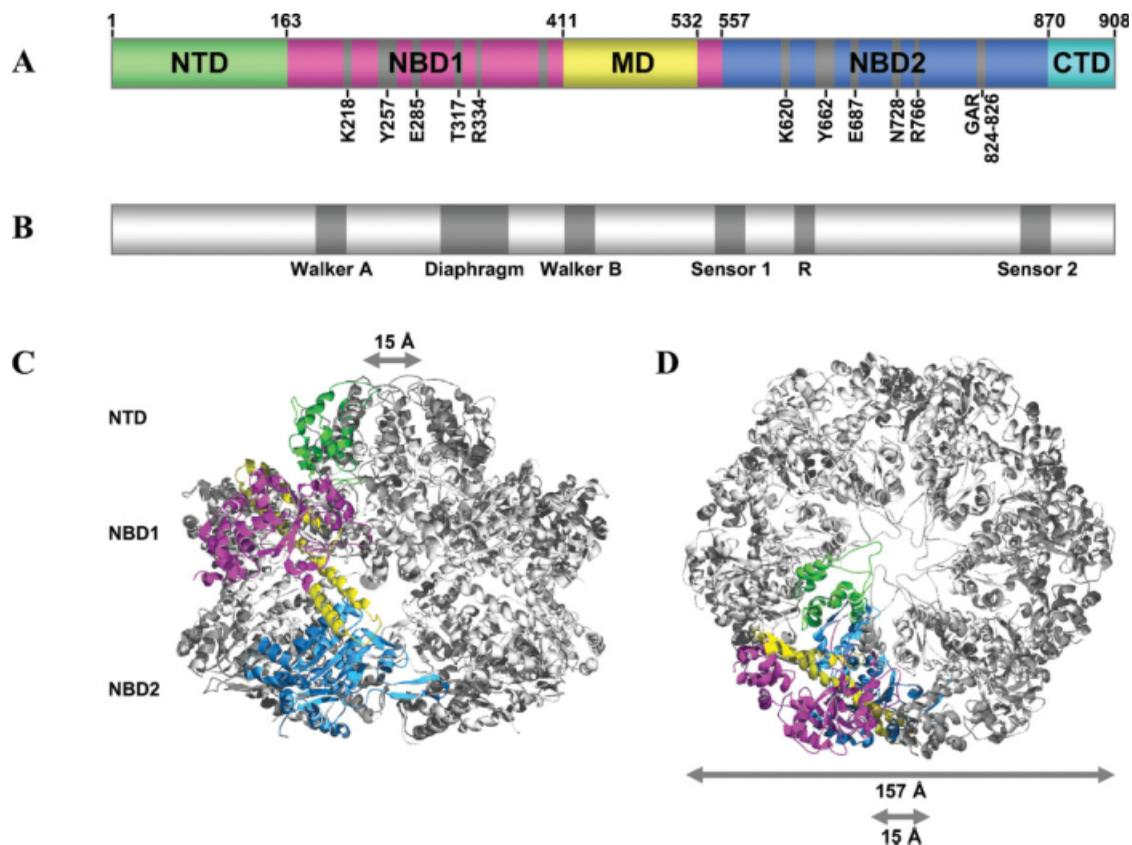 1 163 411 532 557 870 908
A NTD NBD1 MD NBD2 CTD
K218 Y257 E285 T317 R334 K620 Y662 E687 N728 R766 GAR 824-826
B
Walker A Diaphragm Walker B Sensor 1 R Sensor 2
C 15 Å D
NTD
NBD1
NBD2
157 Å
15 Å